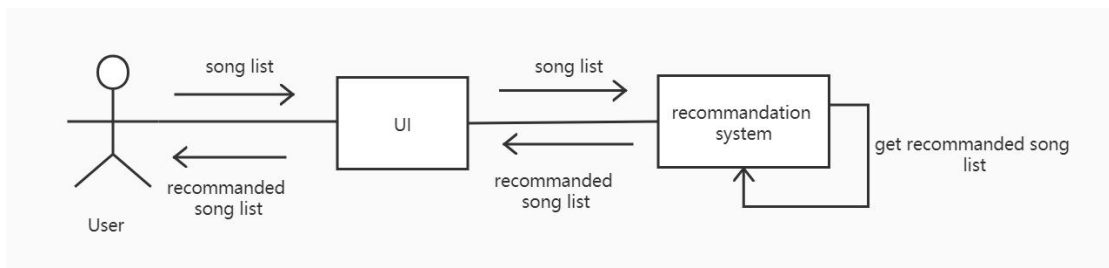 song list
song list
UI
recommandation
system
get recommanded song
list
recommanded
song list
recommanded
song list
User